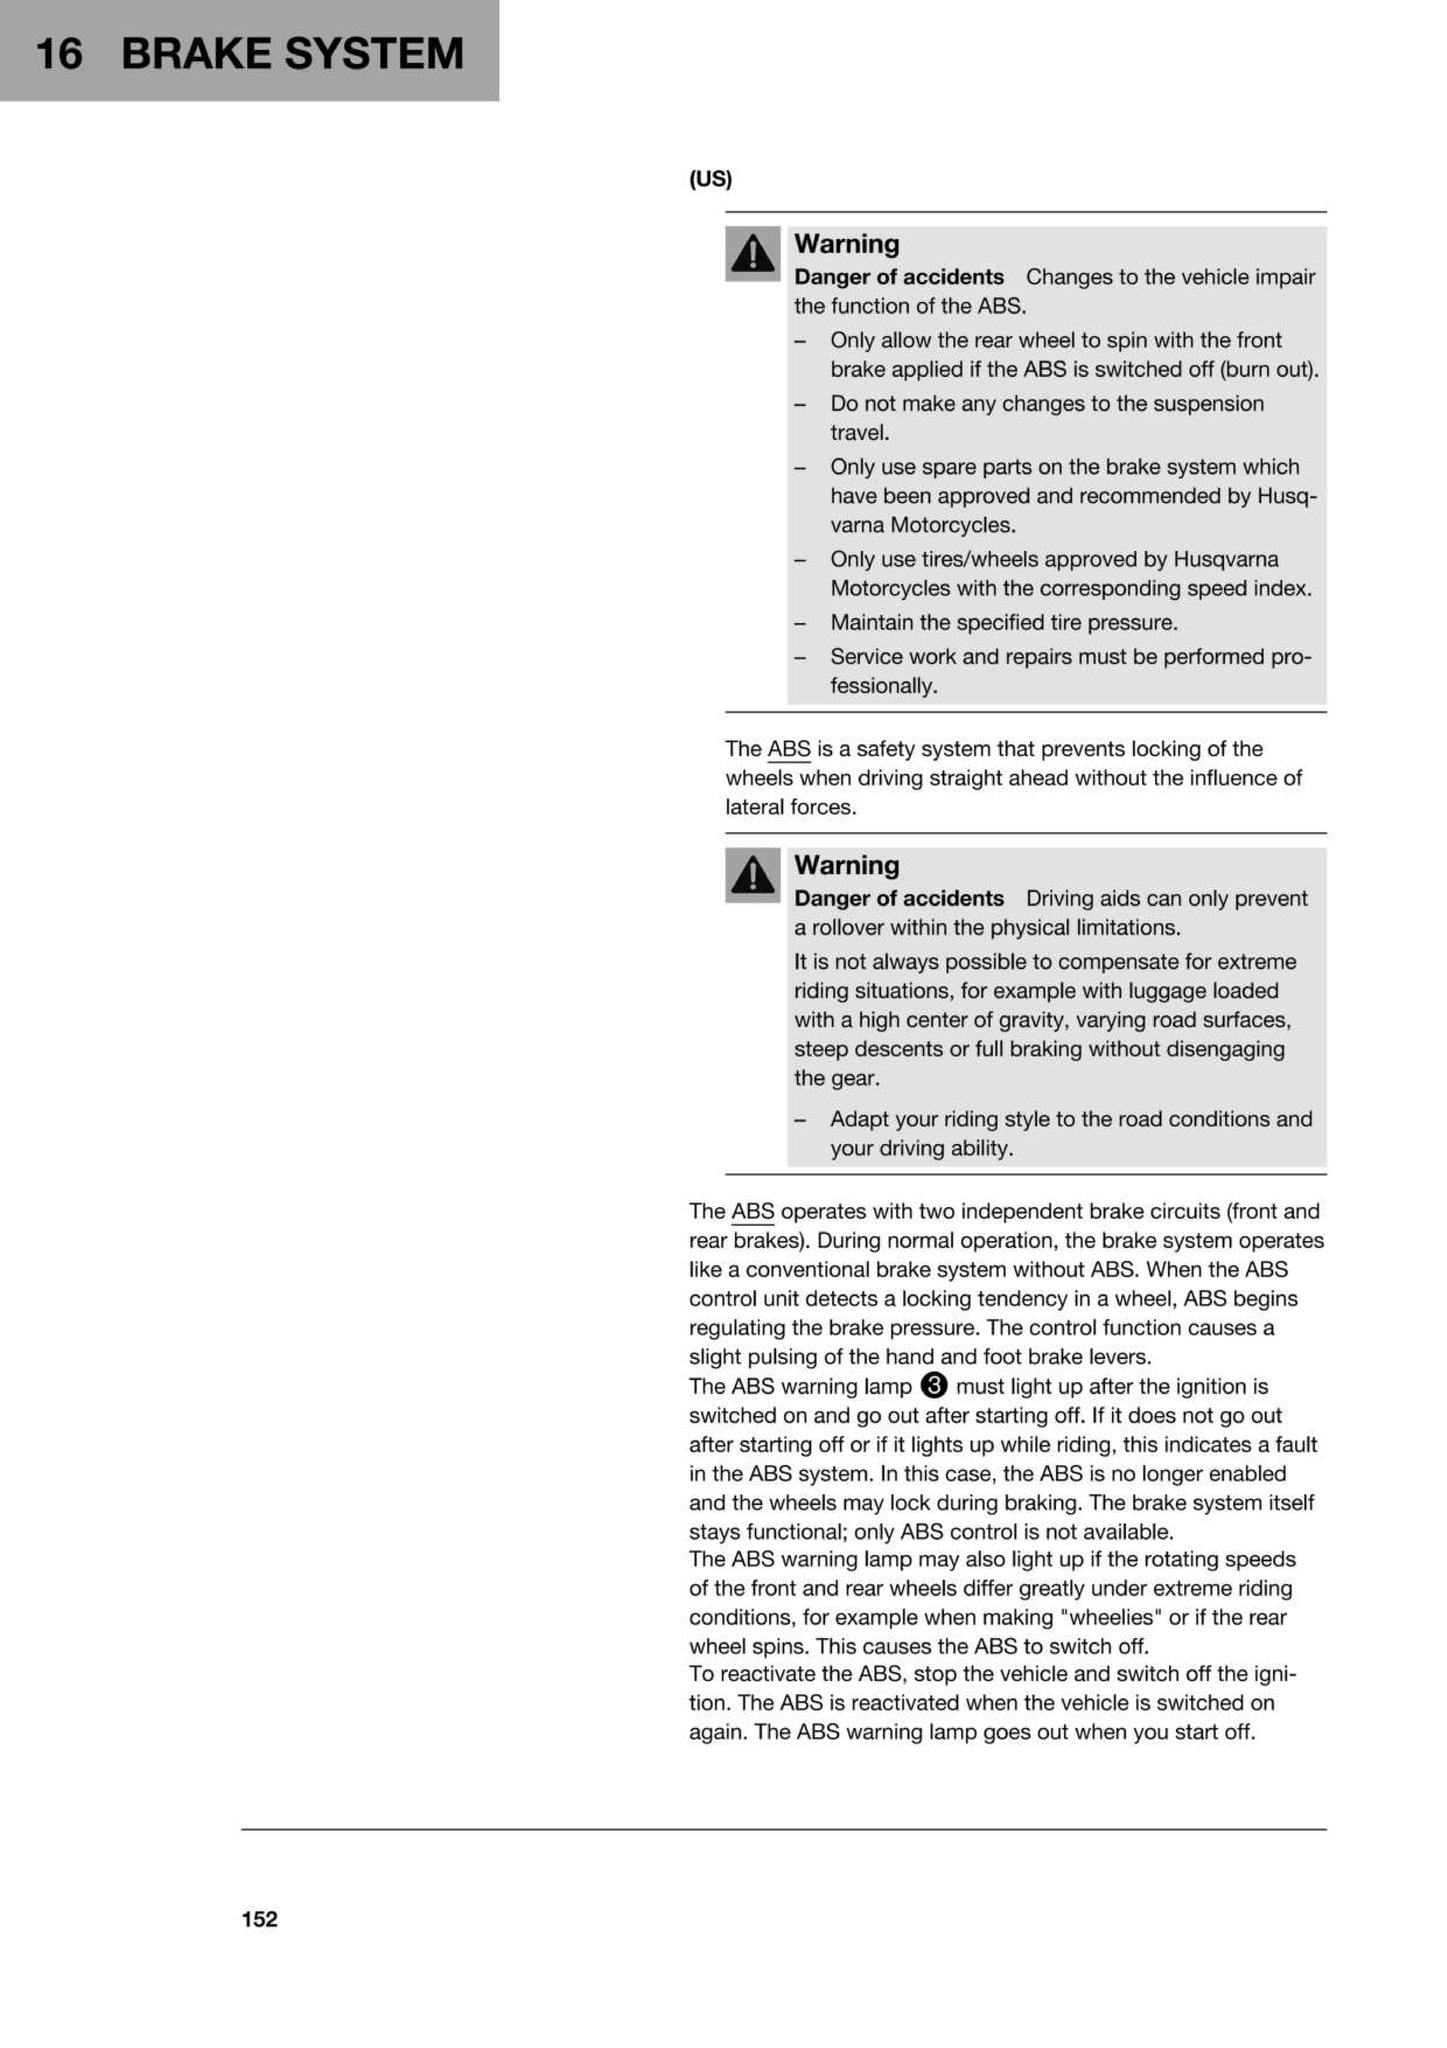 16 BRAKE SYSTEM
(US)
Warning
Danger of accidents Changes to the vehicle impair
the function of the ABS.
– Only allow the rear wheel to spin with the front
brake applied if the ABS is switched off (burn out).
– Do not make any changes to the suspension
travel.
– Only use spare parts on the brake system which
have been approved and recommended by Husq-
varna Motorcycles.
– Only use tires/wheels approved by Husqvarna
Motorcycles with the corresponding speed index.
– Maintain the specified tire pressure.
– Service work and repairs must be performed pro-
fessionally.
The ABS is a safety system that prevents locking of the
wheels when driving straight ahead without the influence of
lateral forces.
Warning
Danger of accidents Driving aids can only prevent
a rollover within the physical limitations.
It is not always possible to compensate for extreme
riding situations, for example with luggage loaded
with a high center of gravity, varying road surfaces,
steep descents or full braking without disengaging
the gear.
– Adapt your riding style to the road conditions and
your driving ability.
The ABS operates with two independent brake circuits (front and
rear brakes). During normal operation, the brake system operates
like a conventional brake system without ABS. When the ABS
control unit detects a locking tendency in a wheel, ABS begins
regulating the brake pressure. The control function causes a
slight pulsing of the hand and foot brake levers.
The ABS warning lamp ❸ must light up after the ignition is
switched on and go out after starting off. If it does not go out
after starting off or if it lights up while riding, this indicates a fault
in the ABS system. In this case, the ABS is no longer enabled
and the wheels may lock during braking. The brake system itself
stays functional; only ABS control is not available.
The ABS warning lamp may also light up if the rotating speeds
of the front and rear wheels differ greatly under extreme riding
conditions, for example when making "wheelies" or if the rear
wheel spins. This causes the ABS to switch off.
To reactivate the ABS, stop the vehicle and switch off the igni-
tion. The ABS is reactivated when the vehicle is switched on
again. The ABS warning lamp goes out when you start off.
152